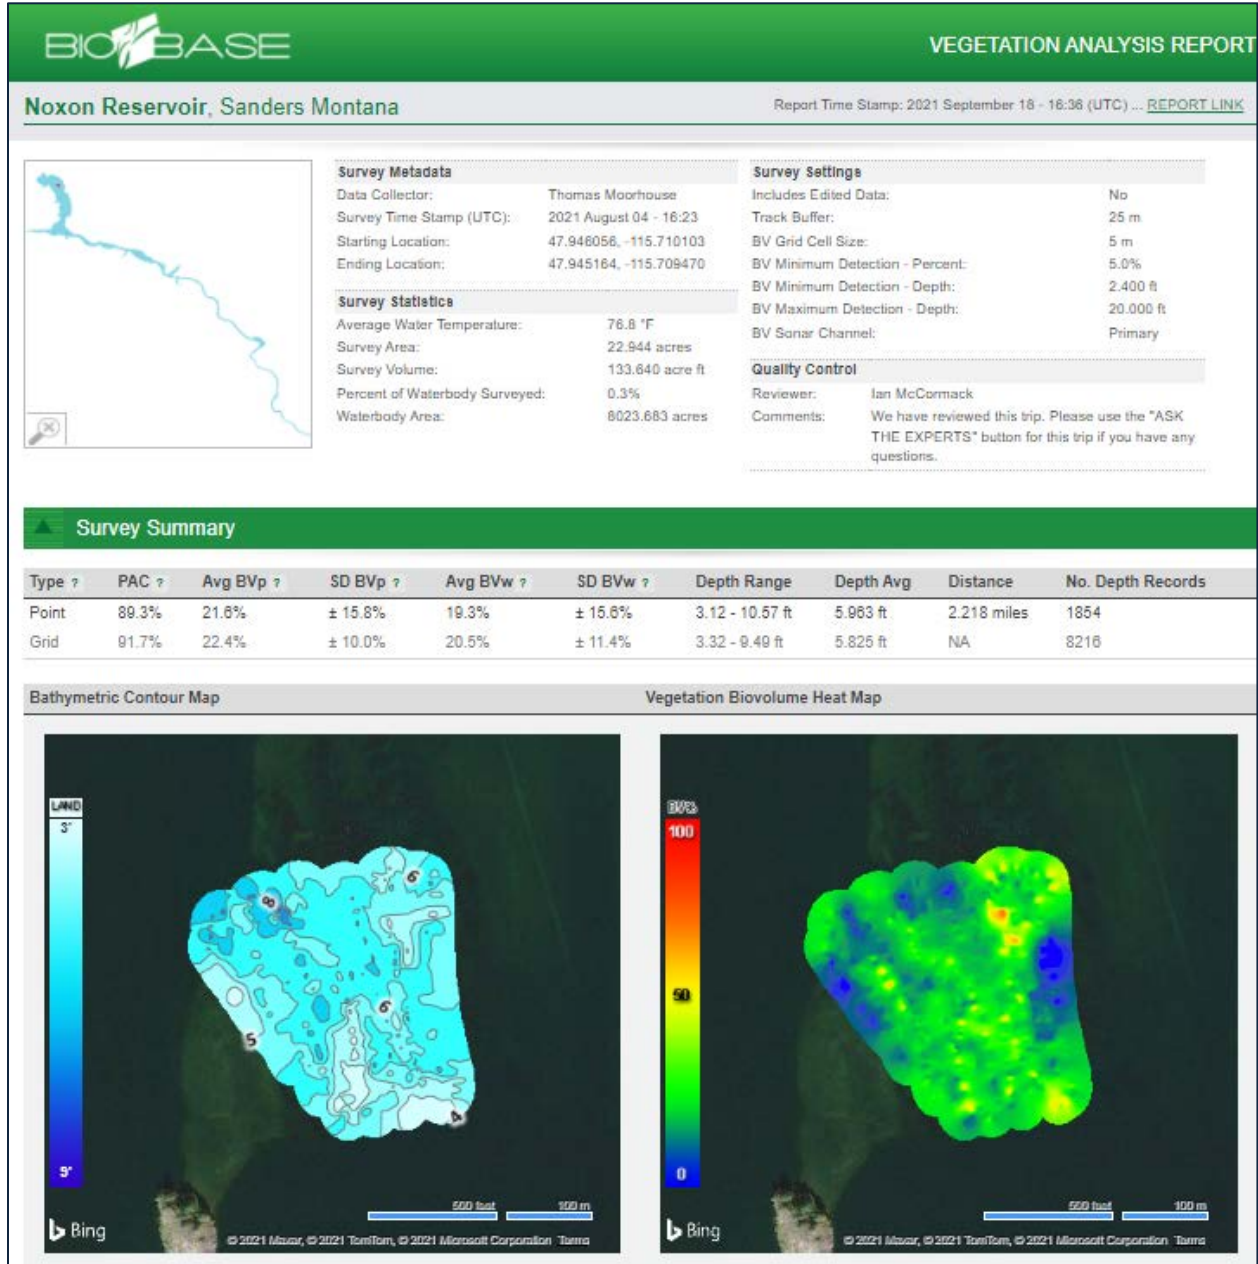 BIOBASE
VEGETATION ANALYSIS REPORT
Noxon Reservoir, Sanders Montana
Report Time Stamp: 2021 September 18 - 16:36 (UTC) ... REPORT LINK
Survey Metadata
Data Collector: Thomas Moorhouse
Survey Time Stamp (UTC): 2021 August 04 - 16:23
Starting Location: 47.946056, -115.710103
Ending Location: 47.945164, -115.709470
Survey Statistics
Average Water Temperature: 76.8 °F
Survey Area: 22.944 acres
Survey Volume: 133.640 acre ft
Percent of Waterbody Surveyed: 0.3%
Waterbody Area: 8023.683 acres
Survey Settings
Includes Edited Data: No
Track Buffer: 25 m
BV Grid Cell Size: 5 m
BV Minimum Detection - Percent: 5.0%
BV Minimum Detection - Depth: 2.400 ft
BV Maximum Detection - Depth: 20.000 ft
BV Sonar Channel: Primary
Quality Control
Reviewer: Ian McCormack
Comments: We have reviewed this trip. Please use the "ASK
THE EXPERTS" button for this trip if you have any
questions.
Survey Summary
Type ? PAC ? Avg BVp ? SD BVp ? Avg BVw ? SD BVw ? Depth Range Depth Avg Distance No. Depth Records
Point 89.3% 21.6% ± 15.8% 19.3% ± 15.6% 3.12 - 10.57 ft 5.963 ft 2.218 miles 1854
Grid 91.7% 22.4% ± 10.0% 20.5% ± 11.4% 3.32 - 9.49 ft 5.825 ft NA 8216
Bathymetric Contour Map
Vegetation Biovolume Heat Map
LAND
3'
6
8
6
5
4
9'
500 feet 100 m
Bing
© 2021 Maxar, © 2021 TomTom, © 2021 Microsoft Corporation Terms
BV%
100
50
0
500 feet 100 m
Bing
© 2021 Maxar, © 2021 TomTom, © 2021 Microsoft Corporation Terms